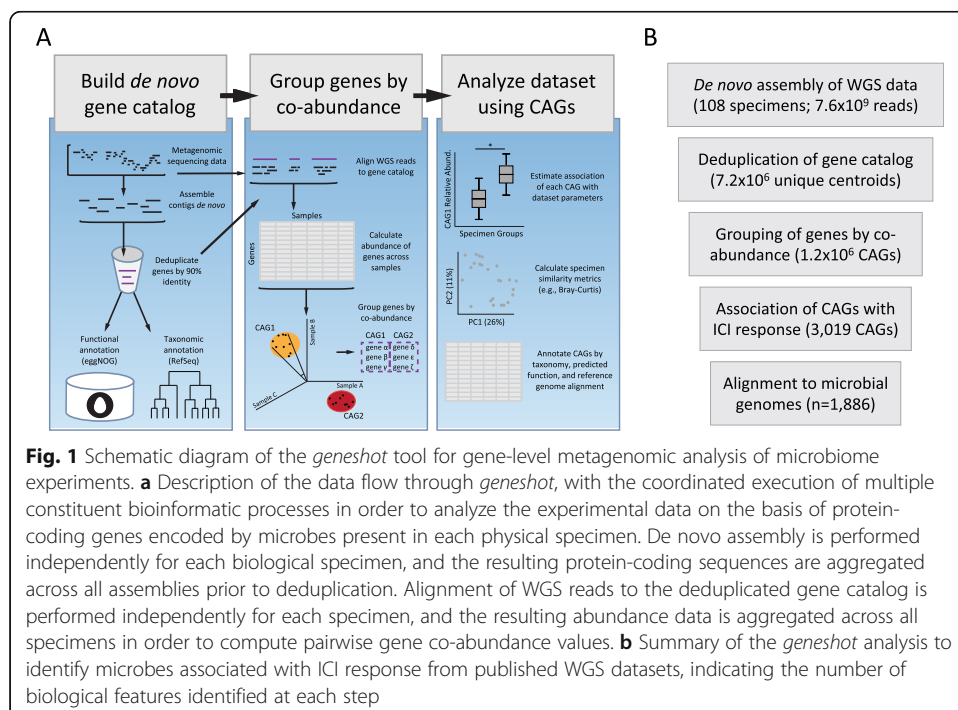 A
B
Build de novo
gene catalog
Group genes by
co-abundance
Analyze dataset
using CAGs
Metagenomic
sequencing data
Assemble
contigs de novo
Deduplicate
genes by 90%
identity
Functional
annotation
(eggNOG)
Taxonomic
annotation
(RefSeq)
Align WGS reads
to gene catalog
Samples
Genes
Calculate
abundance of
genes across
samples
Group genes by
co-abundance
CAG1
Sample B
Sample A
Sample C
CAG2
CAG1 CAG2
gene α gene δ
gene β gene ε
gene γ gene ζ
CAG1 Relative Abund.
*
Specimen Groups
Estimate association
of each CAG with
dataset parameters
PC2 (11%)
PC1 (26%)
Calculate specimen
similarity metrics
(e.g., Bray-Curtis)
Annotate CAGs by
taxonomy, predicted
function, and reference
genome alignment
De novo assembly of WGS data
(108 specimens; 7.6x10⁹ reads)
Deduplication of gene catalog
(7.2x10⁶ unique centroids)
Grouping of genes by co-
abundance (1.2x10⁶ CAGs)
Association of CAGs with
ICI response (3,019 CAGs)
Alignment to microbial
genomes (n=1,886)
Fig. 1 Schematic diagram of the geneshot tool for gene-level metagenomic analysis of microbiome
experiments. a Description of the data flow through geneshot, with the coordinated execution of multiple
constituent bioinformatic processes in order to analyze the experimental data on the basis of protein-
coding genes encoded by microbes present in each physical specimen. De novo assembly is performed
independently for each biological specimen, and the resulting protein-coding sequences are aggregated
across all assemblies prior to deduplication. Alignment of WGS reads to the deduplicated gene catalog is
performed independently for each specimen, and the resulting abundance data is aggregated across all
specimens in order to compute pairwise gene co-abundance values. b Summary of the geneshot analysis to
identify microbes associated with ICI response from published WGS datasets, indicating the number of
biological features identified at each step